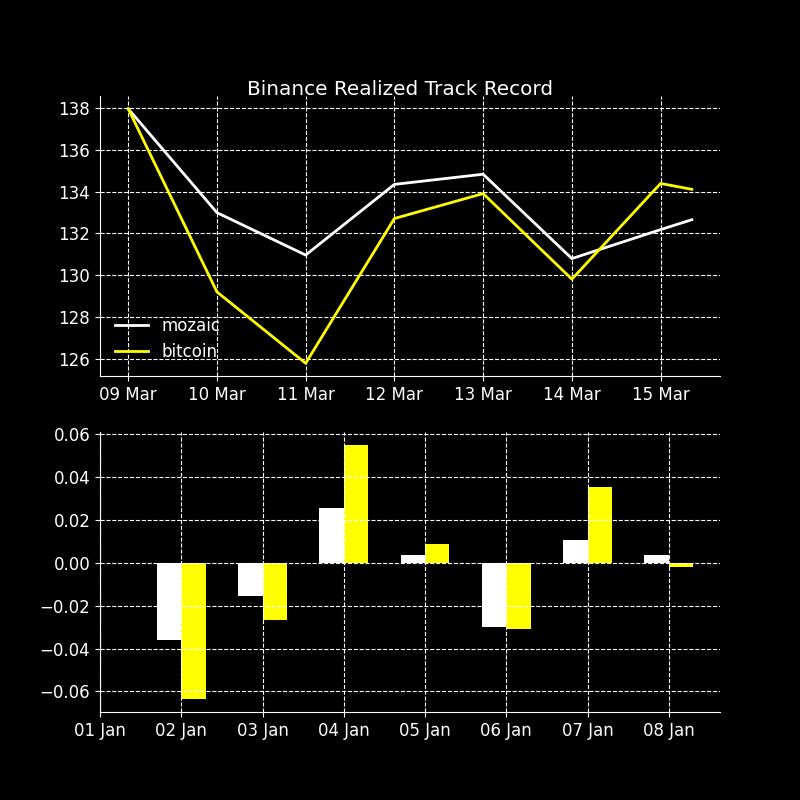 Binance Realized Track Record
138
136
134
132
130
128
126
mozaic
bitcoin
09 Mar 10 Mar 11 Mar 12 Mar 13 Mar 14 Mar 15 Mar
0.06
0.04
0.02
0.00
−0.02
−0.04
−0.06
01 Jan 02 Jan 03 Jan 04 Jan 05 Jan 06 Jan 07 Jan 08 Jan